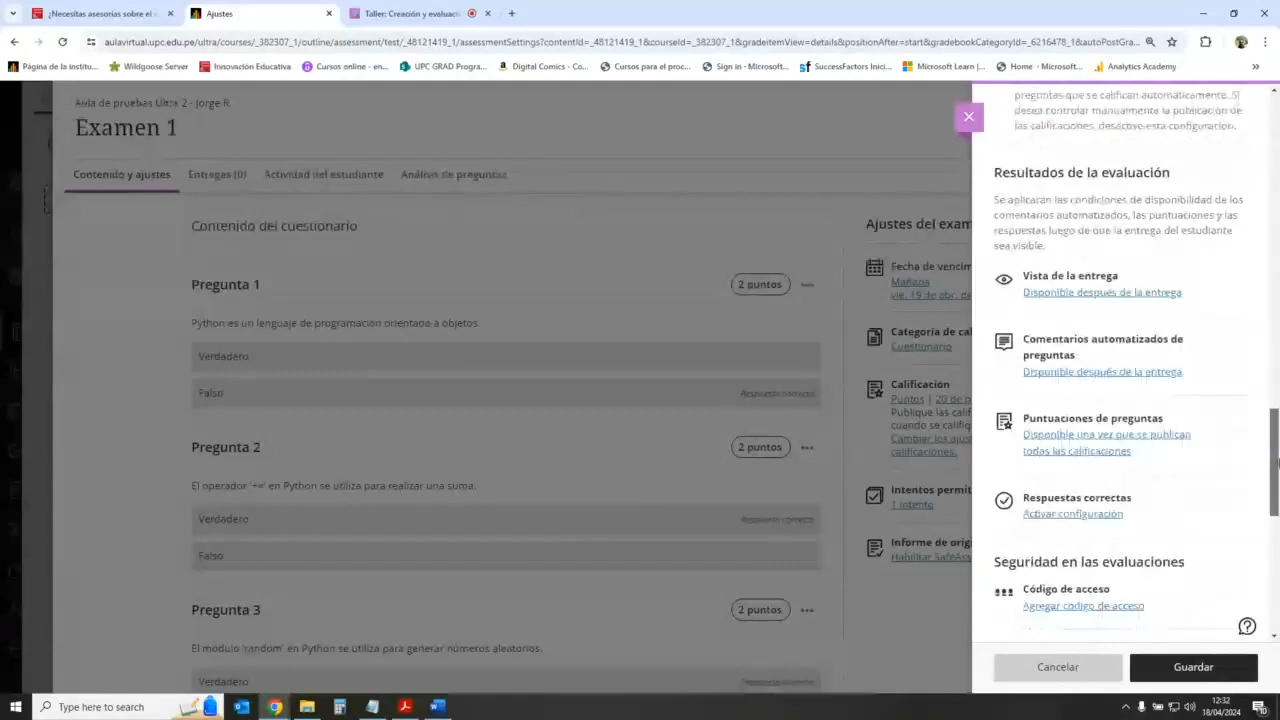 ¿Necesitas asesorías sobre el
Ajustes
Taller: Creación y evaluaci
aulavirtual.upc.edu.pe/ultra/courses/_382307_1/outline/assessment/test/_48121419_1/assessmentSettings?contentId=_48121419_1&courseId=_382307_1&gradeitemView=details&positionAfter=start&gradebookCategoryId=_6216478_1&autoPostGra...
Página de la institu...
Wildgoose Server
Innovación Educativa
Cursos online - en...
UPC GRAD Progra...
Digital Comics - Co...
Cursos para el proc...
Sign in - Microsoft...
SuccessFactors Inici...
Microsoft Learn |...
Home - Microsoft...
Analytics Academy
Aula de pruebas Ultra 2 - Jorge R.
Examen 1
Contenido y ajustes
Entregas (0)
Actividad del estudiante
Análisis de preguntas
Contenido del cuestionario
Pregunta 1
2 puntos
Python es un lenguaje de programación orientado a objetos.
Verdadero
Falso
Respuesta correcta
Pregunta 2
2 puntos
El operador '+=' en Python se utiliza para realizar una suma.
Verdadero
Respuesta correcta
Falso
Pregunta 3
2 puntos
El módulo 'random' en Python se utiliza para generar números aleatorios.
Verdadero
Respuesta correcta
Ajustes del exam
Fecha de vencim
Mañana
vie. 19 de abr. de
Categoría de cal
Cuestionario
Calificación
Puntos | 20 de p
Publique las calif
cuando se califiq
Cambiar los ajust
calificaciones.
Intentos permit
1 intento
Informe de orig
Habilitar SafeAss
preguntas que se califican automáticamente. Si
desea controlar manualmente la publicación de
las calificaciones, desactive esta configuración.
Resultados de la evaluación
Se aplicarán las condiciones de disponibilidad de los
comentarios automatizados, las puntuaciones y las
respuestas luego de que la entrega del estudiante
sea visible.
Vista de la entrega
Disponible después de la entrega
Comentarios automatizados de
preguntas
Disponible después de la entrega
Puntuaciones de preguntas
Disponible una vez que se publican
todas las calificaciones
Respuestas correctas
Activar configuración
Seguridad en las evaluaciones
Código de acceso
Agregar código de acceso
Cancelar
Guardar
Type here to search
12:32
18/04/2024